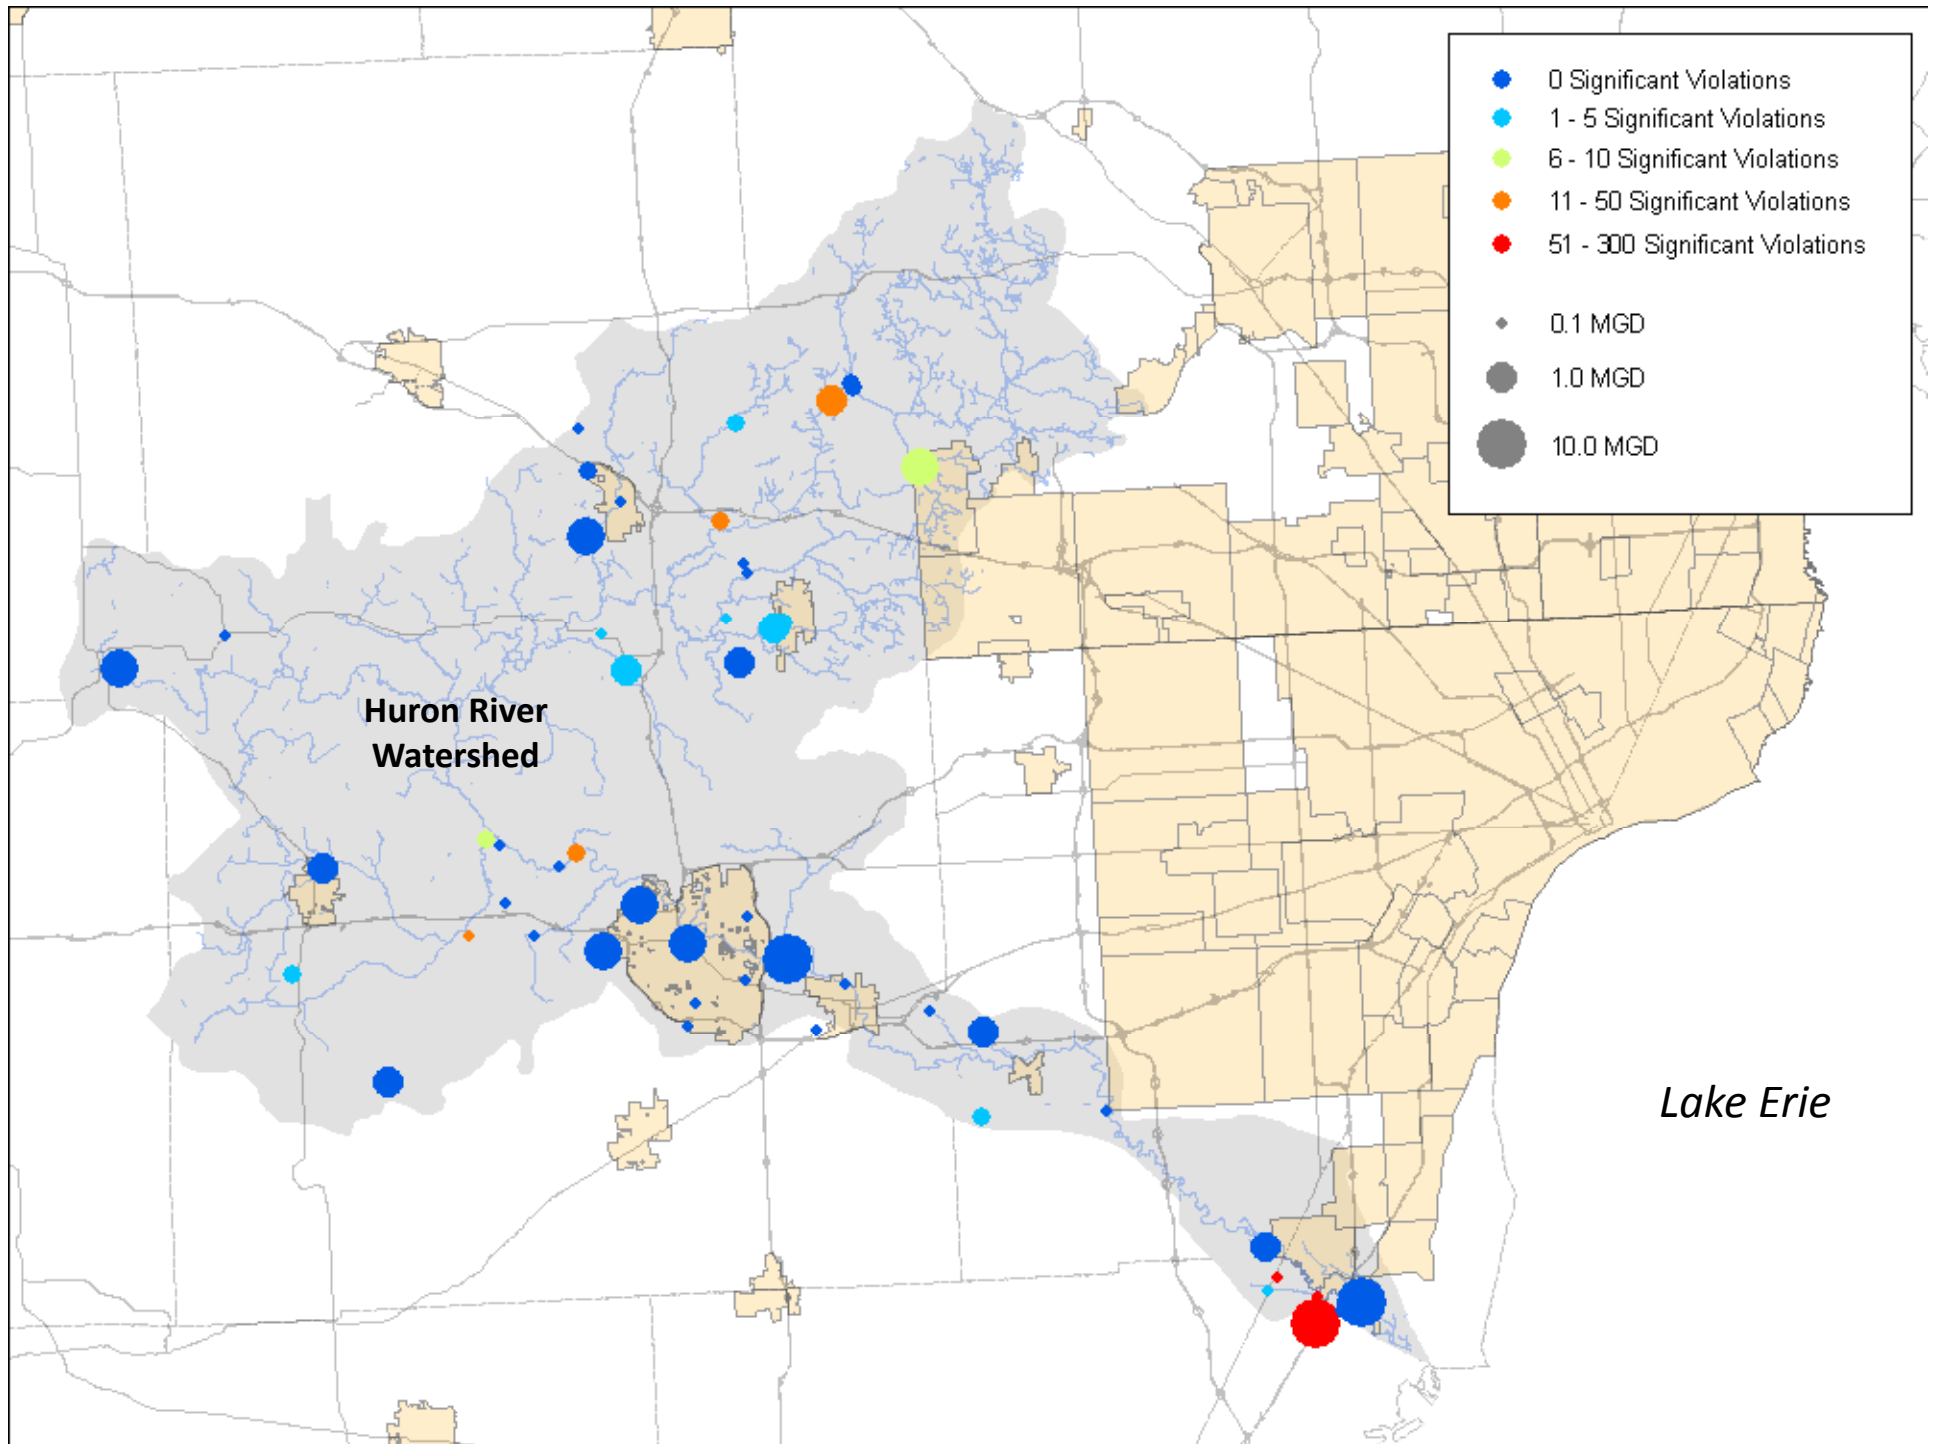 0 Significant Violations
1 - 5 Significant Violations
6 - 10 Significant Violations
11 - 50 Significant Violations
51 - 300 Significant Violations
0.1 MGD
1.0 MGD
10.0 MGD
Huron River
Watershed
Lake Erie